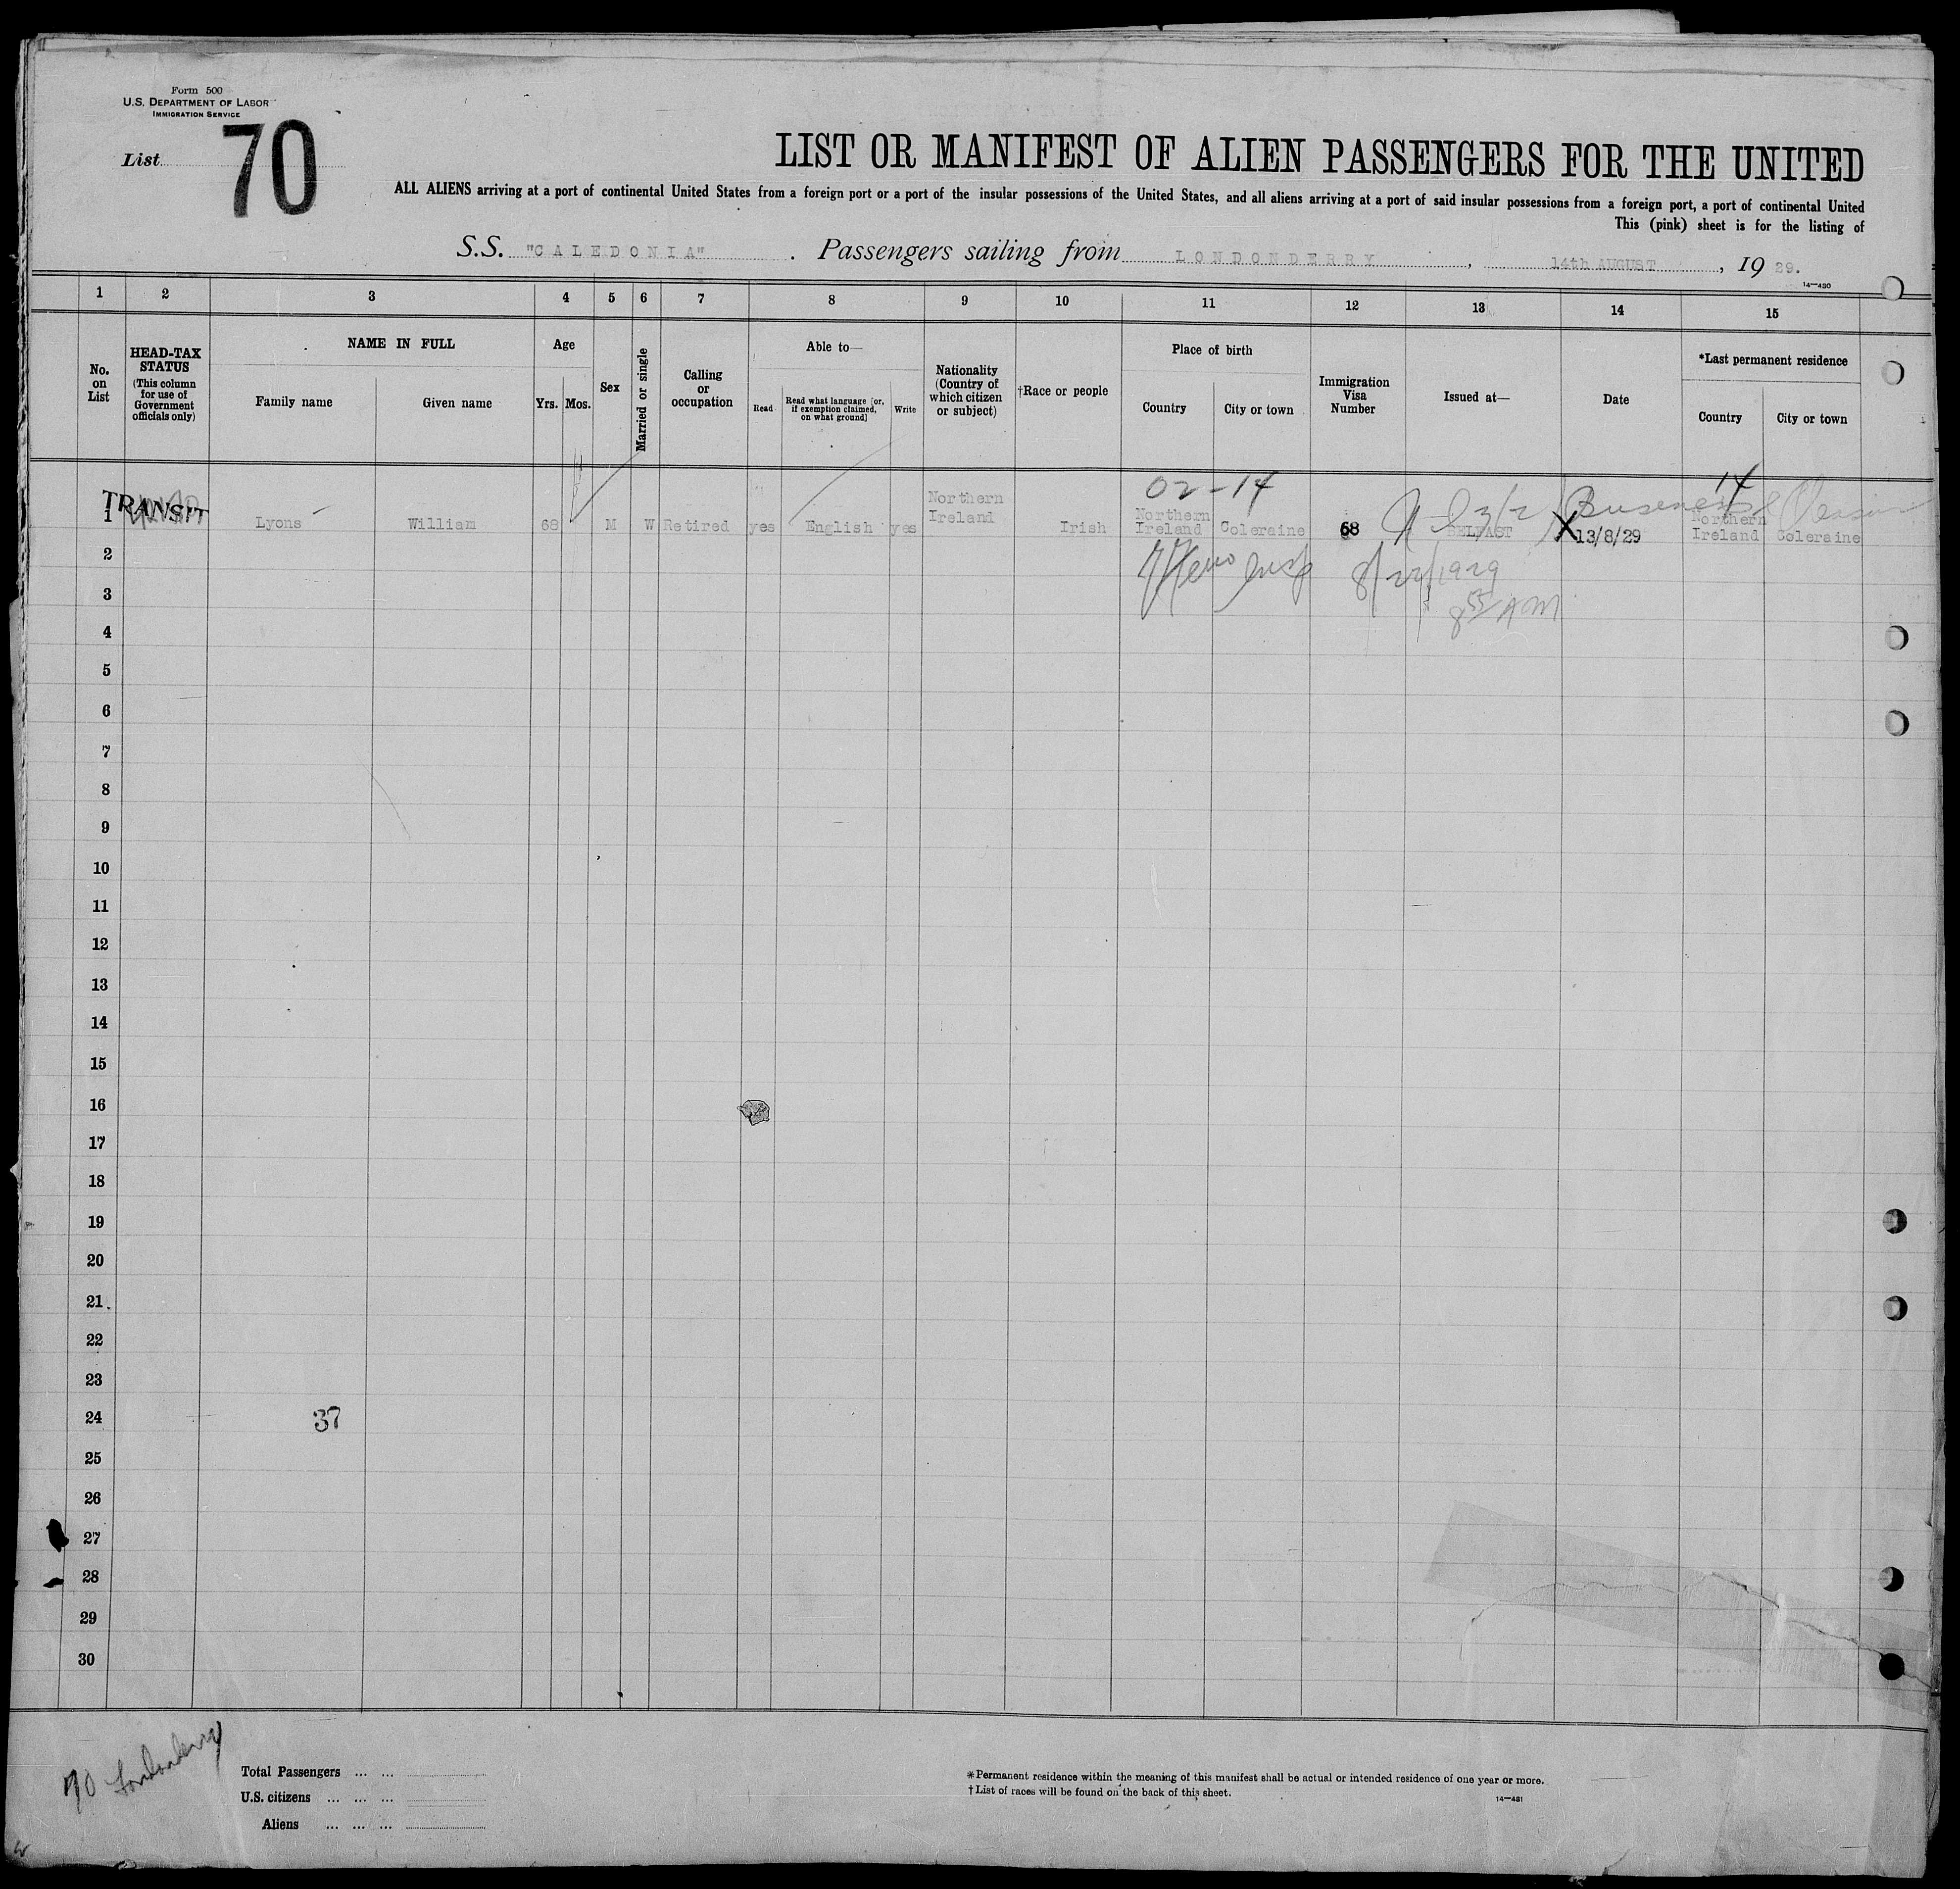 Form 500
U.S. DEPARTMENT OF LABOR
IMMIGRATION SERVICE
List 70
LIST OR MANIFEST OF ALIEN PASSENGERS FOR THE UNITED
ALL ALIENS arriving at a port of continental United States from a foreign port or a port of the insular possessions of the United States, and all aliens arriving at a port of said insular possessions from a foreign port, a port of continental United
This (pink) sheet is for the listing of
S.S. "CALEDONIA". Passengers sailing from LONDONDERRY, 14th AUGUST, 1929.
14—430
1 2 3 4 5 6 7 8 9 10 11 12 13 14 15
No. on List
HEAD-TAX STATUS (This column for use of Government officials only)
NAME IN FULL
Family name Given name
Age
Yrs. Mos.
Sex
Married or single
Calling or occupation
Able to—
Read Read what language [or, if exemption claimed, on what ground] Write
Nationality (Country of which citizen or subject)
†Race or people
Place of birth
Country City or town
Immigration Visa Number
Issued at—
Date
*Last permanent residence
Country City or town
02-14 14
TRANSIT Business & Pleasure
1 Lyons William 68 M W Retired yes English yes Northern Ireland Irish Northern Ireland Coleraine 68 BELFAST X 13/8/29 Northern Ireland Coleraine
2 Insp 8/22/1929
3 8 55 AM
4
5
6
7
8
9
10
11
12
13
14
15
16
17
18
19
20
21
22
23
24 37
25
26
27
28
29
30
70 Londonderry
Total Passengers ... ...
U.S. citizens ... ... ...
Aliens ... ... ...
*Permanent residence within the meaning of this manifest shall be actual or intended residence of one year or more.
†List of races will be found on the back of this sheet.
14—431